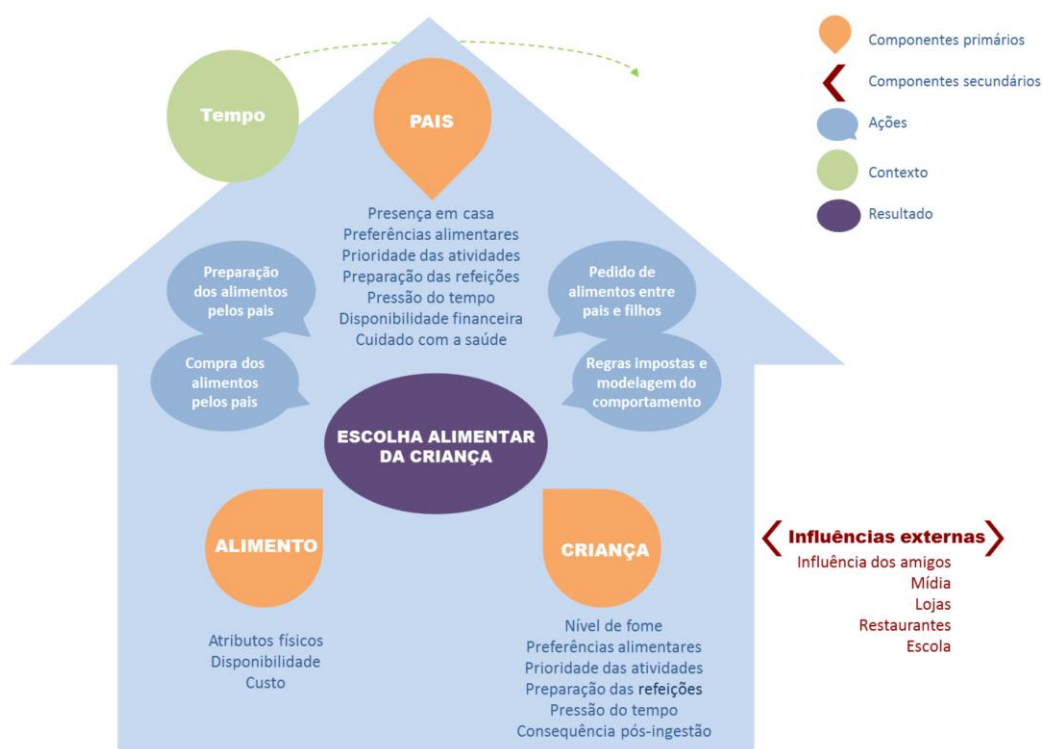 Tempo
PAIS
Presença em casa
Preferências alimentares
Prioridade das atividades
Preparação das refeições
Pressão do tempo
Disponibilidade financeira
Cuidado com a saúde
Preparação
dos alimentos
pelos pais
Compra dos
alimentos
pelos pais
Pedido de
alimentos entre
pais e filhos
Regras impostas e
modelagem do
comportamento
ESCOLHA ALIMENTAR
DA CRIANÇA
ALIMENTO
Atributos físicos
Disponibilidade
Custo
CRIANÇA
Nível de fome
Preferências alimentares
Prioridade das atividades
Preparação das refeições
Pressão do tempo
Consequência pós-ingestão
Componentes primários
Componentes secundários
Ações
Contexto
Resultado
Influências externas
Influência dos amigos
Mídia
Lojas
Restaurantes
Escola